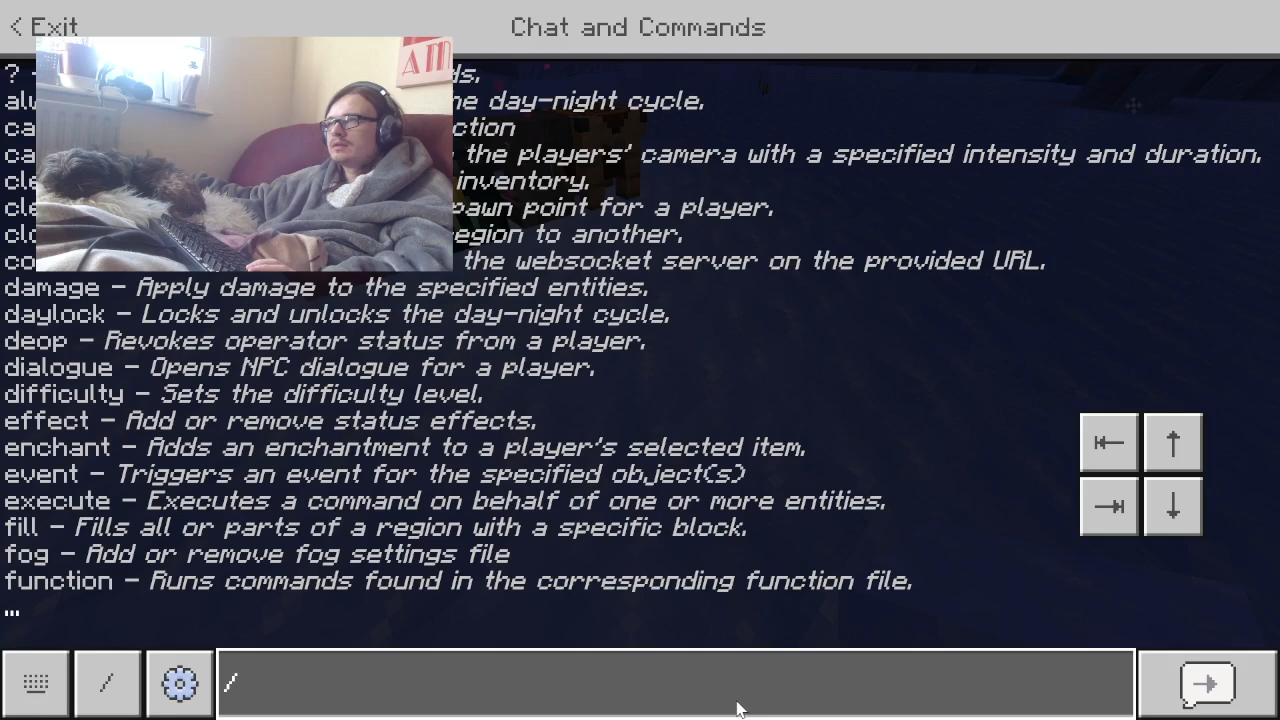 < Exit
Chat and Commands
? -
the day-night cycle.
the players' camera with a specified intensity and duration.
inventory.
point for a player.
to another.
the websocket server on the provided URL.
damage – Apply damage to the specified entities.
daylock – Locks and unlocks the day-night cycle.
deop – Revokes operator status from a player.
dialogue – Opens NPC dialogue for a player.
difficulty – Sets the difficulty level.
effect – Add or remove status effects.
enchant – Adds an enchantment to a player's selected item.
event – Triggers an event for the specified object(s)
execute – Executes a command on behalf of one or more entities.
fill – Fills all or parts of a region with a specific block.
fog – Add or remove fog settings file
function – Runs commands found in the corresponding function file.
...
/
/